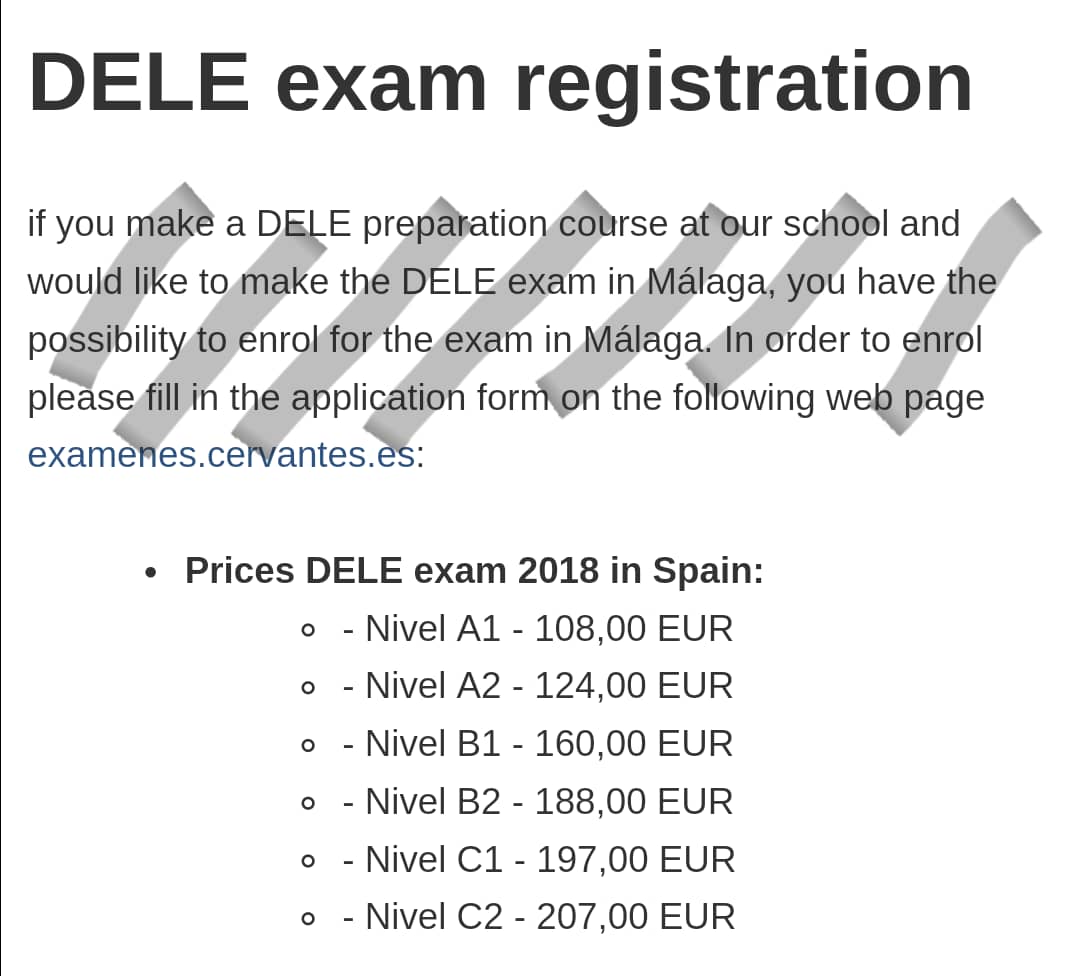 DELE exam registration
if you make a DELE preparation course at our school and
would like to make the DELE exam in Málaga, you have the
possibility to enrol for the exam in Málaga. In order to enrol
please fill in the application form on the following web page
examenes.cervantes.es:
• Prices DELE exam 2018 in Spain:
○ - Nivel A1 - 108,00 EUR
○ - Nivel A2 - 124,00 EUR
○ - Nivel B1 - 160,00 EUR
○ - Nivel B2 - 188,00 EUR
○ - Nivel C1 - 197,00 EUR
○ - Nivel C2 - 207,00 EUR